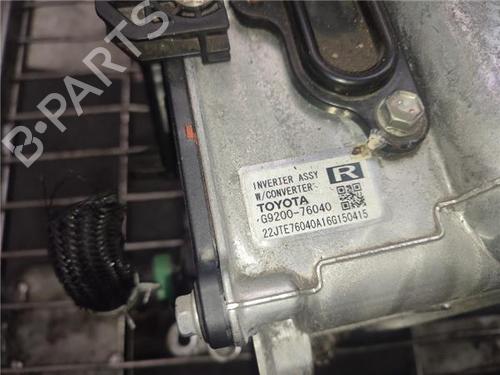 B-PARTS
INVERTER ASSY
W/CONVERTER
R
TOYOTA
G9200-76040
22JTE76040A16G150415